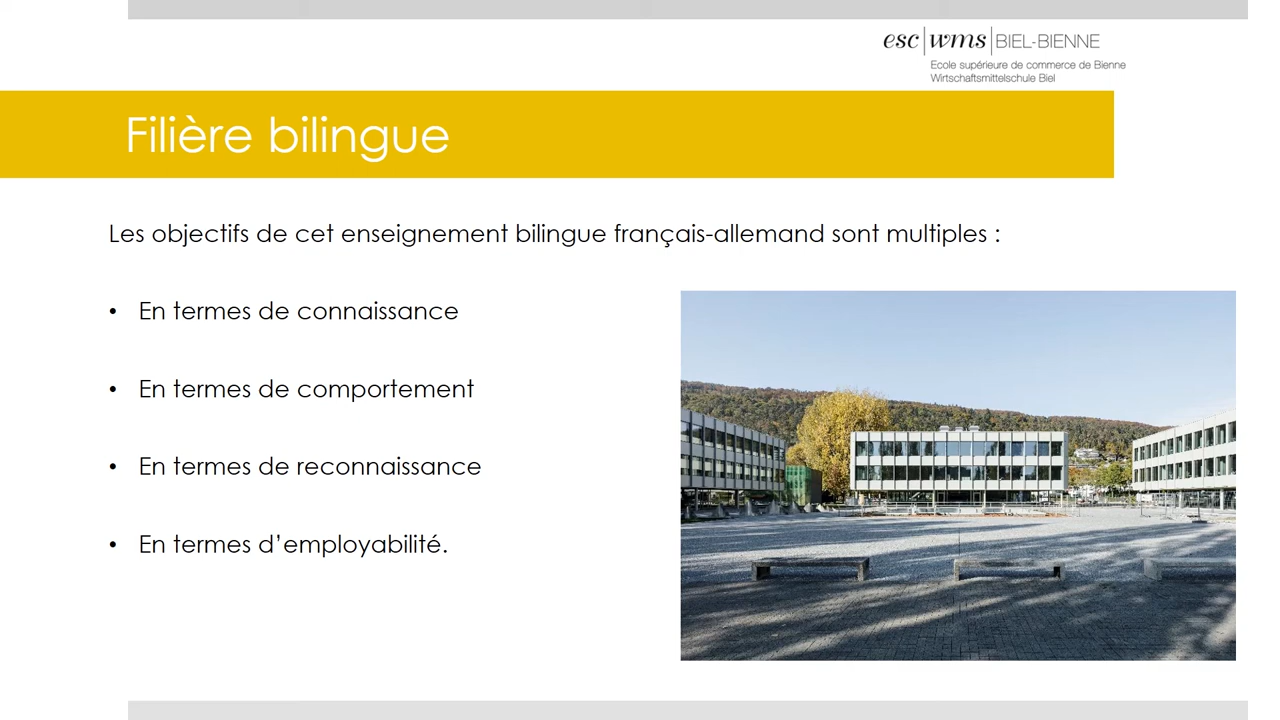 esc|wms|BIEL-BIENNE
Ecole supérieure de commerce de Bienne
Wirtschaftsmittelschule Biel
Filière bilingue
Les objectifs de cet enseignement bilingue français-allemand sont multiples :
• En termes de connaissance
• En termes de comportement
• En termes de reconnaissance
• En termes d’employabilité.